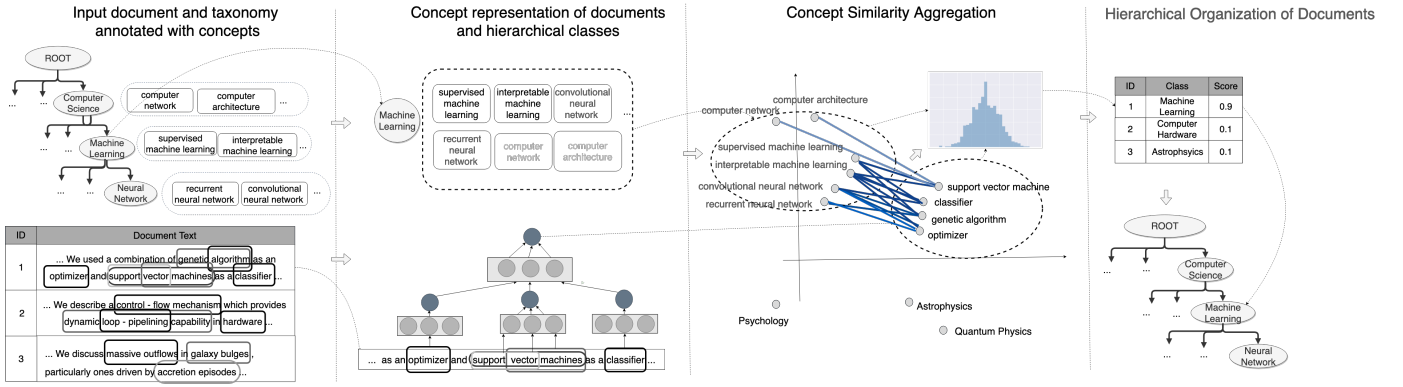 Input document and taxonomy
annotated with concepts
ROOT
...
...
Computer
Science
computer
network
computer
architecture
...
...
...
Machine
Learning
supervised
machine learning
interpretable
machine learning
...
...
...
Neural
Network
recurrent
neural network
convolutional
neural network
...
ID
Document Text
1
... We used a combination of genetic algorithm as an
optimizer and support vector machines as a classifier ...
2
... We describe a control - flow mechanism which provides
dynamic loop - pipelining capability in hardware ...
3
... We discuss massive outflows in galaxy bulges ,
particularly ones driven by accretion episodes ...
Concept representation of documents
and hierarchical classes
Machine
Learning
supervised
machine
learning
interpretable
machine
learning
convolutional
neural
network
...
recurrent
neural
network
computer
network
computer
architecture
... as an optimizer and support vector machines as a classifier ...
Concept Similarity Aggregation
computer architecture
computer network
supervised machine learning
interpretable machine learning
convolutional neural network
recurrent neural network
support vector machine
classifier
genetic algorithm
optimizer
Psychology
Astrophysics
Quantum Physics
Hierarchical Organization of Documents
ID Class Score
1 Machine
Learning 0.9
2 Computer
Hardware 0.1
3 Astrophsyics 0.1
ROOT
...
...
Computer
Science
...
...
Machine
Learning
...
...
Neural
Network